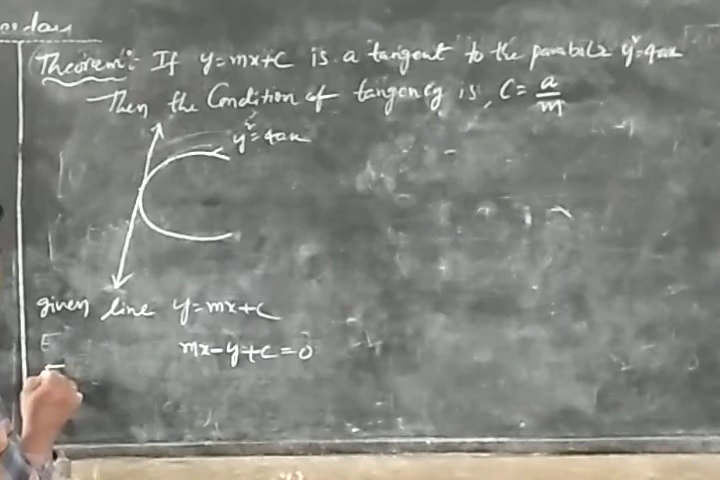 Theorem: If y=mx+c is a tangent to the parabola y²=4ax
Then the Condition of tangency is, c = a/m
y²=4ax
given line y=mx+c
mx-y+c=0